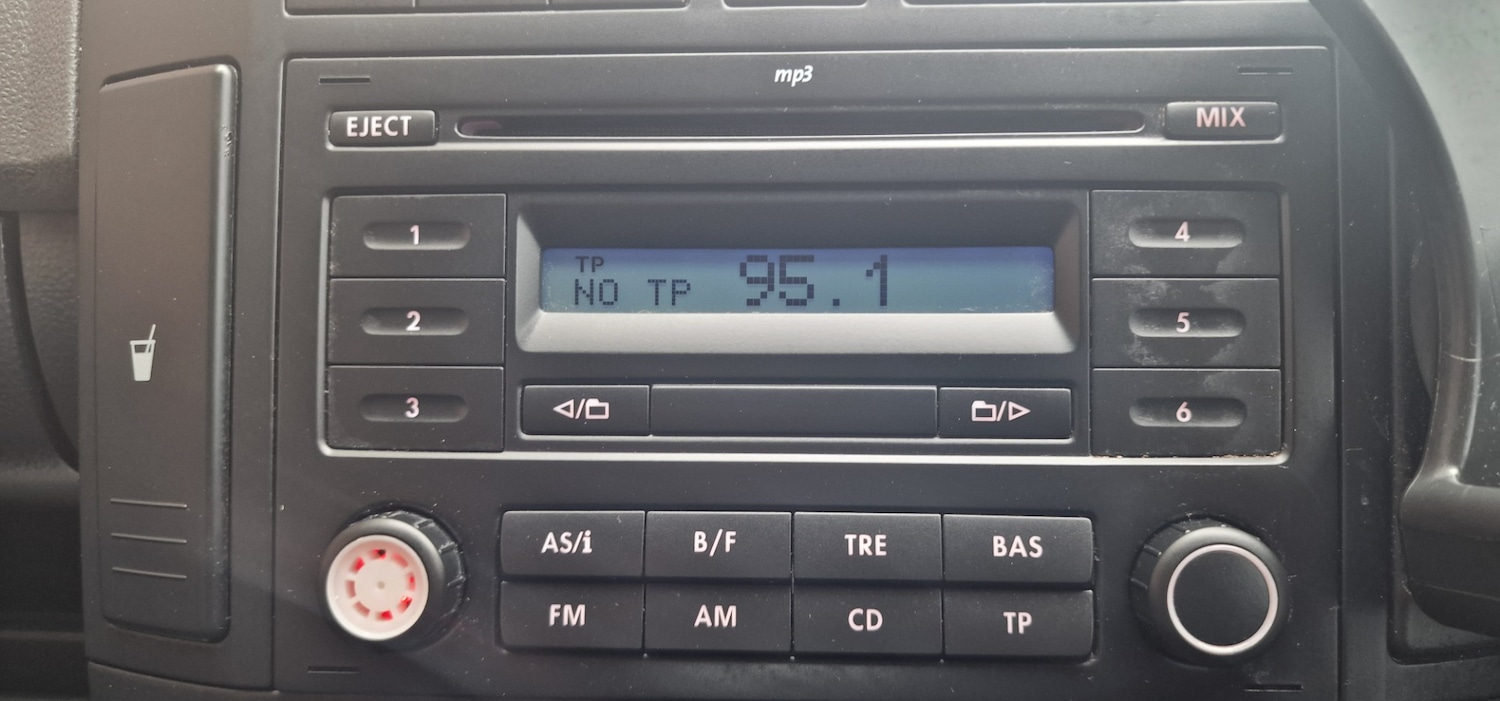 mp3
EJECT
MIX
1
2
3
TP
NO TP 95.1
4
5
6
AS/i B/F TRE BAS
FM AM CD TP